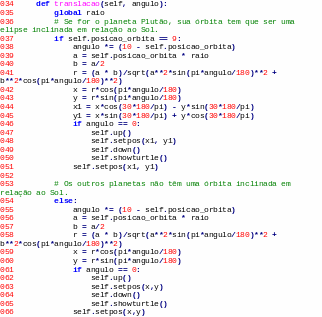 034     def translacao(self, angulo):
035         global raio
036         # Se for o planeta Plutão, sua órbita tem que ser uma
elipse inclinada em relação ao Sol.
037         if self.posicao_orbita == 9:
038             angulo *= (10 - self.posicao_orbita)
039             a = self.posicao_orbita * raio
040             b = a/2
041             r = (a * b)/sqrt(a**2*sin(pi*angulo/180)**2 +
b**2*cos(pi*angulo/180)**2)
042             x = r*cos(pi*angulo/180)
043             y = r*sin(pi*angulo/180)
044             x1 = x*cos(30*180/pi) - y*sin(30*180/pi)
045             y1 = x*sin(30*180/pi) + y*cos(30*180/pi)
046             if angulo == 0:
047                 self.up()
048                 self.setpos(x1, y1)
049                 self.down()
050                 self.showturtle()
051             self.setpos(x1, y1)
052
053         # Os outros planetas não têm uma órbita inclinada em
relação ao Sol.
054         else:
055             angulo *= (10 - self.posicao_orbita)
056             a = self.posicao_orbita * raio
057             b = a/2
058             r = (a * b)/sqrt(a**2*sin(pi*angulo/180)**2 +
b**2*cos(pi*angulo/180)**2)
059             x = r*cos(pi*angulo/180)
060             y = r*sin(pi*angulo/180)
061             if angulo == 0:
062                 self.up()
063                 self.setpos(x,y)
064                 self.down()
065                 self.showturtle()
066             self.setpos(x,y)